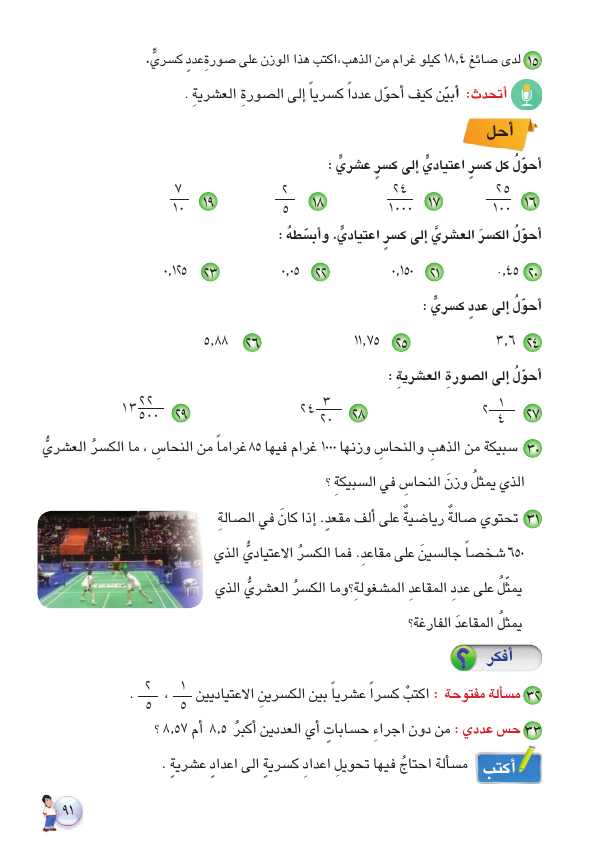 ١٥ لدى صائغ ١٨,٤ كيلو غرام من الذهب،اكتب هذا الوزن على صورةِ عددٍ كسريٍّ.
أتحدث: أبيّن كيف أحوّل عدداً كسرياً إلى الصورةِ العشريةِ .
أحل
أحوّلُ كل كسرٍ اعتياديٍّ إلى كسرٍ عشريٍّ :
١٦ ٢٥/١٠٠ ١٧ ٢٤/١٠٠٠ ١٨ ٢/٥ ١٩ ٧/١٠
أحوّلُ الكسرَ العشريَّ إلى كسرٍ اعتياديٍّ. وأبسّطهُ :
٢٠ ٠,٤٥ ٢١ ٠,١٥٠ ٢٢ ٠,٠٥ ٢٣ ٠,١٢٥
أحوّلُ إلى عددٍ كسريٍّ :
٢٤ ٣,٦ ٢٥ ١١,٧٥ ٢٦ ٥,٨٨
أحوّلُ إلى الصورةِ العشريةِ :
٢٧ ٢ ١/٤ ٢٨ ٢٤ ٣/٢٠ ٢٩ ١٣ ٢٢/٥٠٠
٣٠ سبيكة من الذهبِ والنحاسِ وزنها ١٠٠٠ غرام فيها ٨٥ غراماً من النحاسِ ، ما الكسرُ العشريُّ
الذي يمثلُ وزنَ النحاسِ في السبيكةِ ؟
٣١ تحتوي صالةٌ رياضيةٌ على ألف مقعدٍ. إذا كانَ في الصالةِ
٦٥٠ شخصاً جالسينَ على مقاعدِ. فما الكسرُ الاعتياديُّ الذي
يمثّلُ على عددِ المقاعدِ المشغولةِ؟وما الكسرُ العشريُّ الذي
يمثلُ المقاعدَ الفارغةَ؟
أفكر ؟
٣٢ مسألة مفتوحة : اكتبْ كسراً عشرياً بين الكسرينِ الاعتياديين ١/٥ ، ٢/٥ .
٣٣ حس عددي : من دون اجراءِ حساباتٍ أي العددين أكبرُ ٨,٥ أم ٨,٥٧ ؟
أكتب مسألة احتاجُ فيها تحويلِ اعدادٍ كسريةٍ الى اعدادٍ عشريةٍ .
٩١